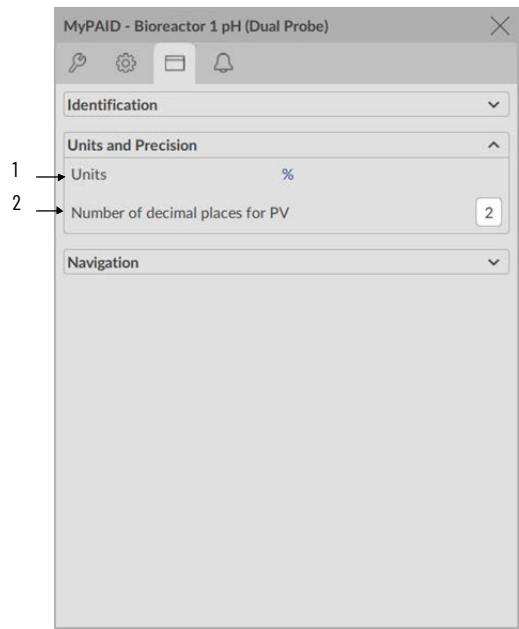 MyPAID - Bioreactor 1 pH (Dual Probe)
Identification
Units and Precision
1 Units %
2 Number of decimal places for PV 2
Navigation